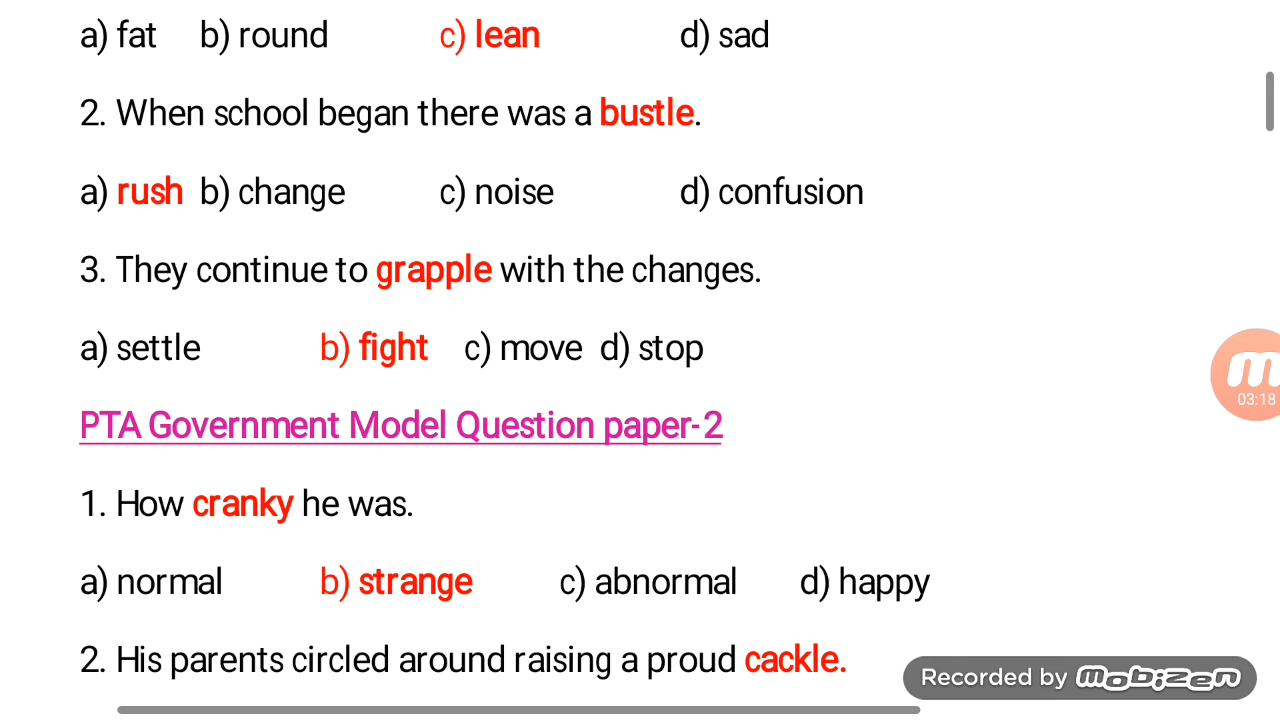 a) fat b) round c) lean d) sad
2. When school began there was a bustle.
a) rush b) change c) noise d) confusion
3. They continue to grapple with the changes.
a) settle b) fight c) move d) stop
m
03:18
PTA Government Model Question paper-2
1. How cranky he was.
a) normal b) strange c) abnormal d) happy
2. His parents circled around raising a proud cackle.
Recorded by mobizen